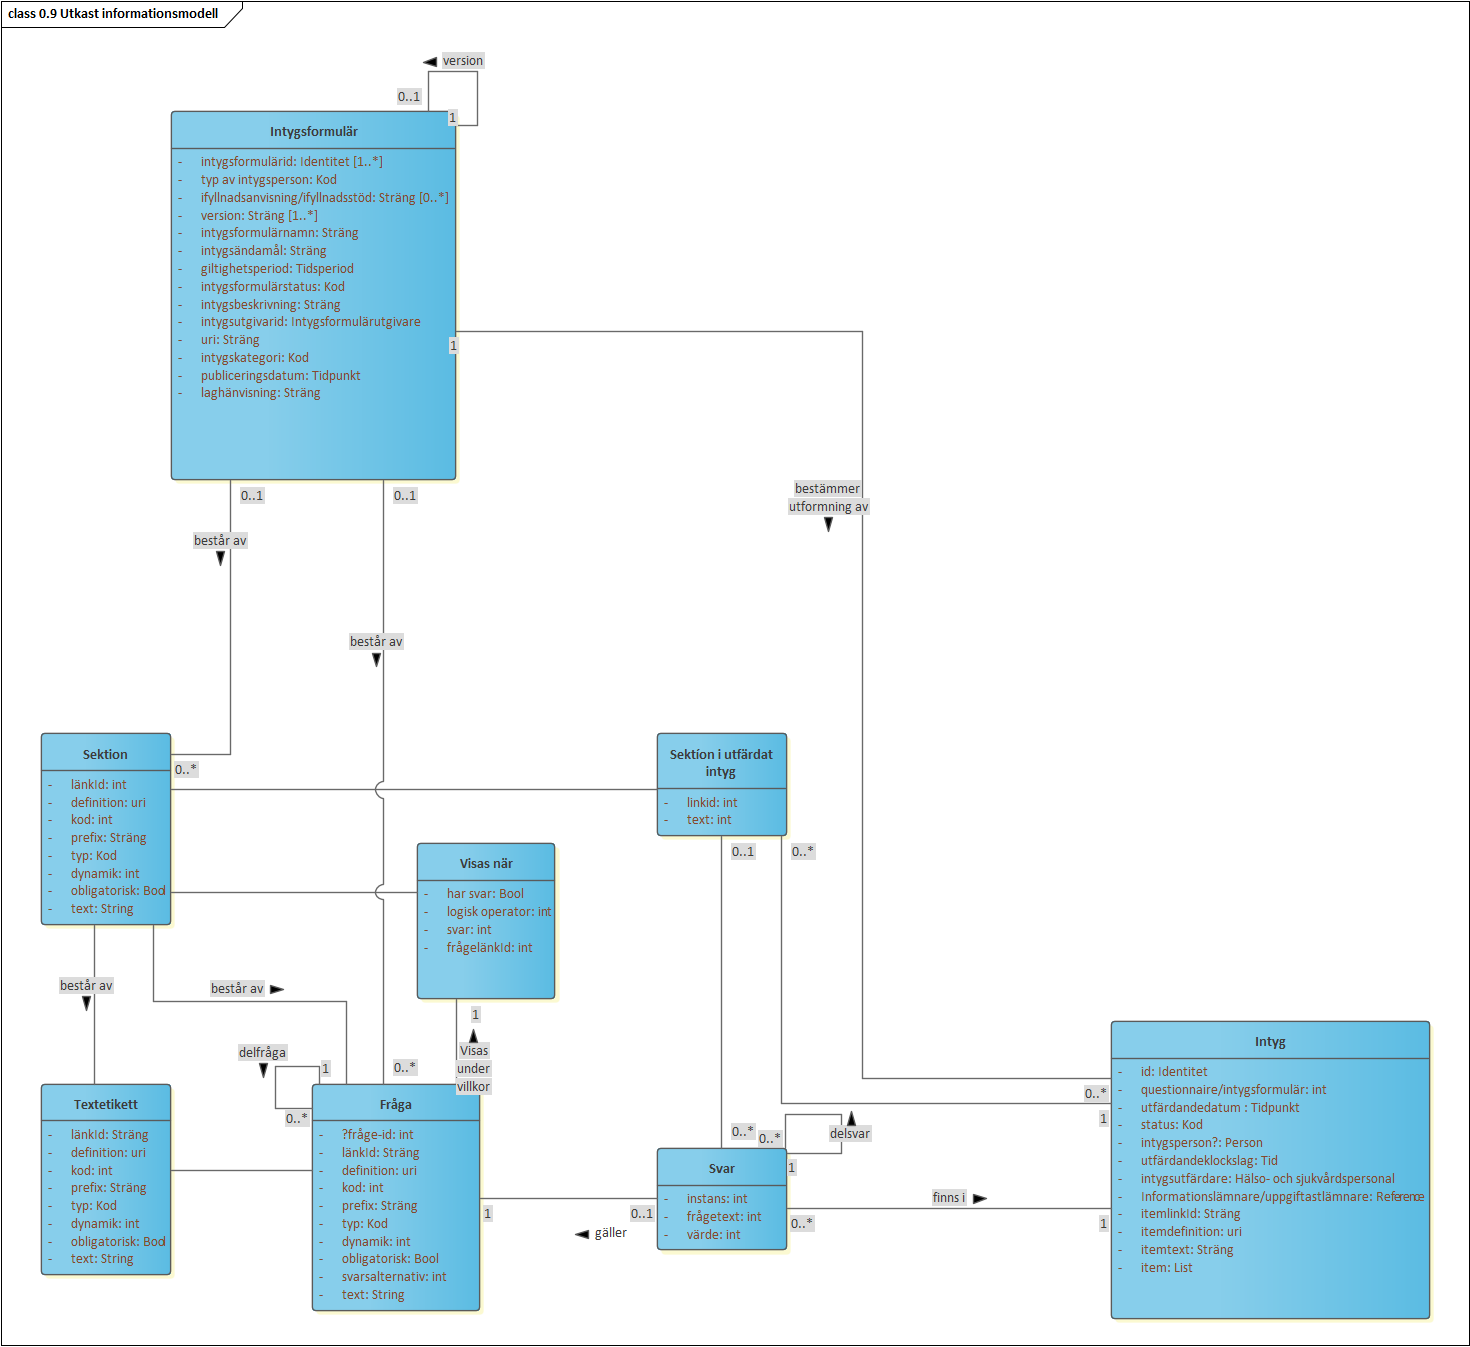 class 0.9 Utkast informationsmodell
version
0..1
1
Intygsformulär
- intygsformulärid: Identitet [1..*]
- typ av intygsperson: Kod
- ifyllnadsanvisning/ifyllnadsstöd: Sträng [0..*]
- version: Sträng [1..*]
- intygsformulärnamn: Sträng
- intygsändamål: Sträng
- giltighetsperiod: Tidsperiod
- intygsformulärstatus: Kod
- intygsbeskrivning: Sträng
- intygsutgivarid: Intygsformulärutgivare
- uri: Sträng
- intygskategori: Kod
- publiceringsdatum: Tidpunkt
- laghänvisning: Sträng
1
0..1
0..1
bestämmer
utformning av
består av
består av
Sektion
- länkId: int
- definition: uri
- kod: int
- prefix: Sträng
- typ: Kod
- dynamik: int
- obligatorisk: Bool
- text: String
0..*
Sektíon i utfärdat
intyg
- linkid: int
- text: int
0..1
0..*
Visas när
- har svar: Bool
- logisk operator: int
- svar: int
- frågelänkId: int
består av
består av
1
Visas
under
villkor
delfråga
1
0..*
0..*
Textetikett
- länkId: Sträng
- definition: uri
- kod: int
- prefix: Sträng
- typ: Kod
- dynamik: int
- obligatorisk: Bool
- text: String
Fråga
- ?fråge-id: int
- länkId: Sträng
- definition: uri
- kod: int
- prefix: Sträng
- typ: Kod
- dynamik: int
- obligatorisk: Bool
- svarsalternativ: int
- text: String
1
0..1
gäller
0..*
0..*
delsvar
1
Svar
- instans: int
- frågetext: int
- värde: int
0..*
finns i
1
0..*
1
Intyg
- id: Identitet
- questionnaire/intygsformulär: int
- utfärdandedatum : Tidpunkt
- status: Kod
- intygsperson?: Person
- utfärdandeklockslag: Tid
- intygsutfärdare: Hälso- och sjukvårdspersonal
- Informationslämnare/uppgiftastlämnare: Reference
- itemlinkId: Sträng
- itemdefinition: uri
- itemtext: Sträng
- item: List